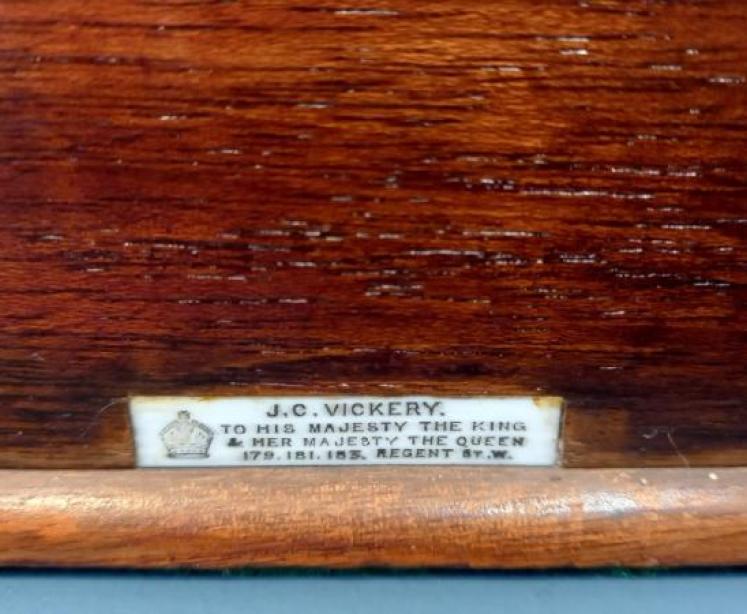 J.C. VICKERY.
TO HIS MAJESTY THE KING
& HER MAJESTY THE QUEEN
179.181.183. REGENT ST. W.